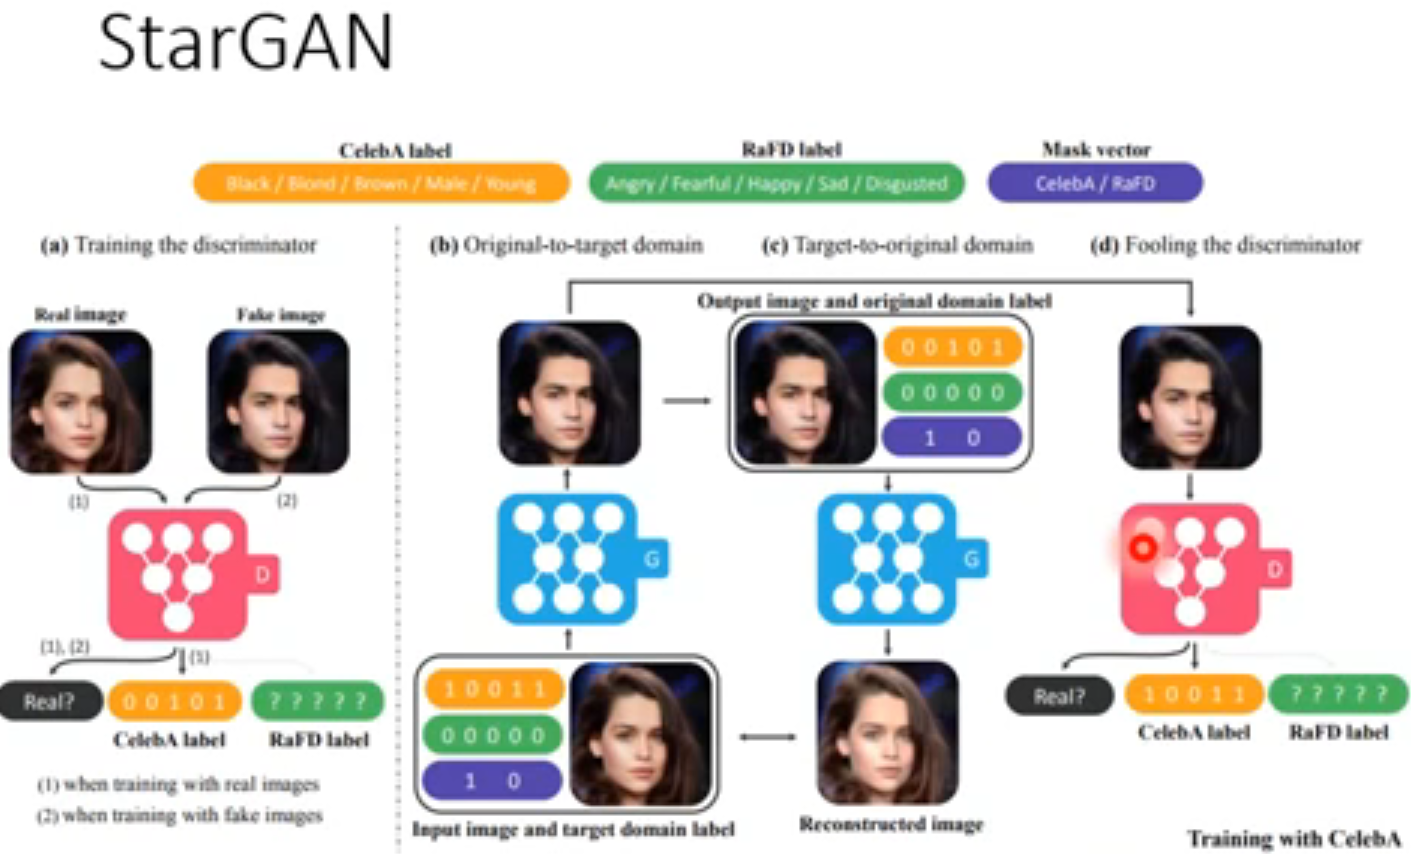 StarGAN
CelebA label
RaFD label
Mask vector
Black / Blond / Brown / Male / Young
Angry / Fearful / Happy / Sad / Disgusted
CelebA / RaFD
(a) Training the discriminator
(b) Original-to-target domain
(c) Target-to-original domain
(d) Fooling the discriminator
Real image
Fake image
Output image and original domain label
0 0 1 0 1
0 0 0 0 0
1 0
(1)
(2)
D
G
G
D
(1), (2)
(1)
Real?
0 0 1 0 1
? ? ? ? ?
CelebA label
RaFD label
(1) when training with real images
(2) when training with fake images
1 0 0 1 1
0 0 0 0 0
1 0
Input image and target domain label
Reconstructed image
Real?
1 0 0 1 1
? ? ? ? ?
CelebA label
RaFD label
Training with CelebA